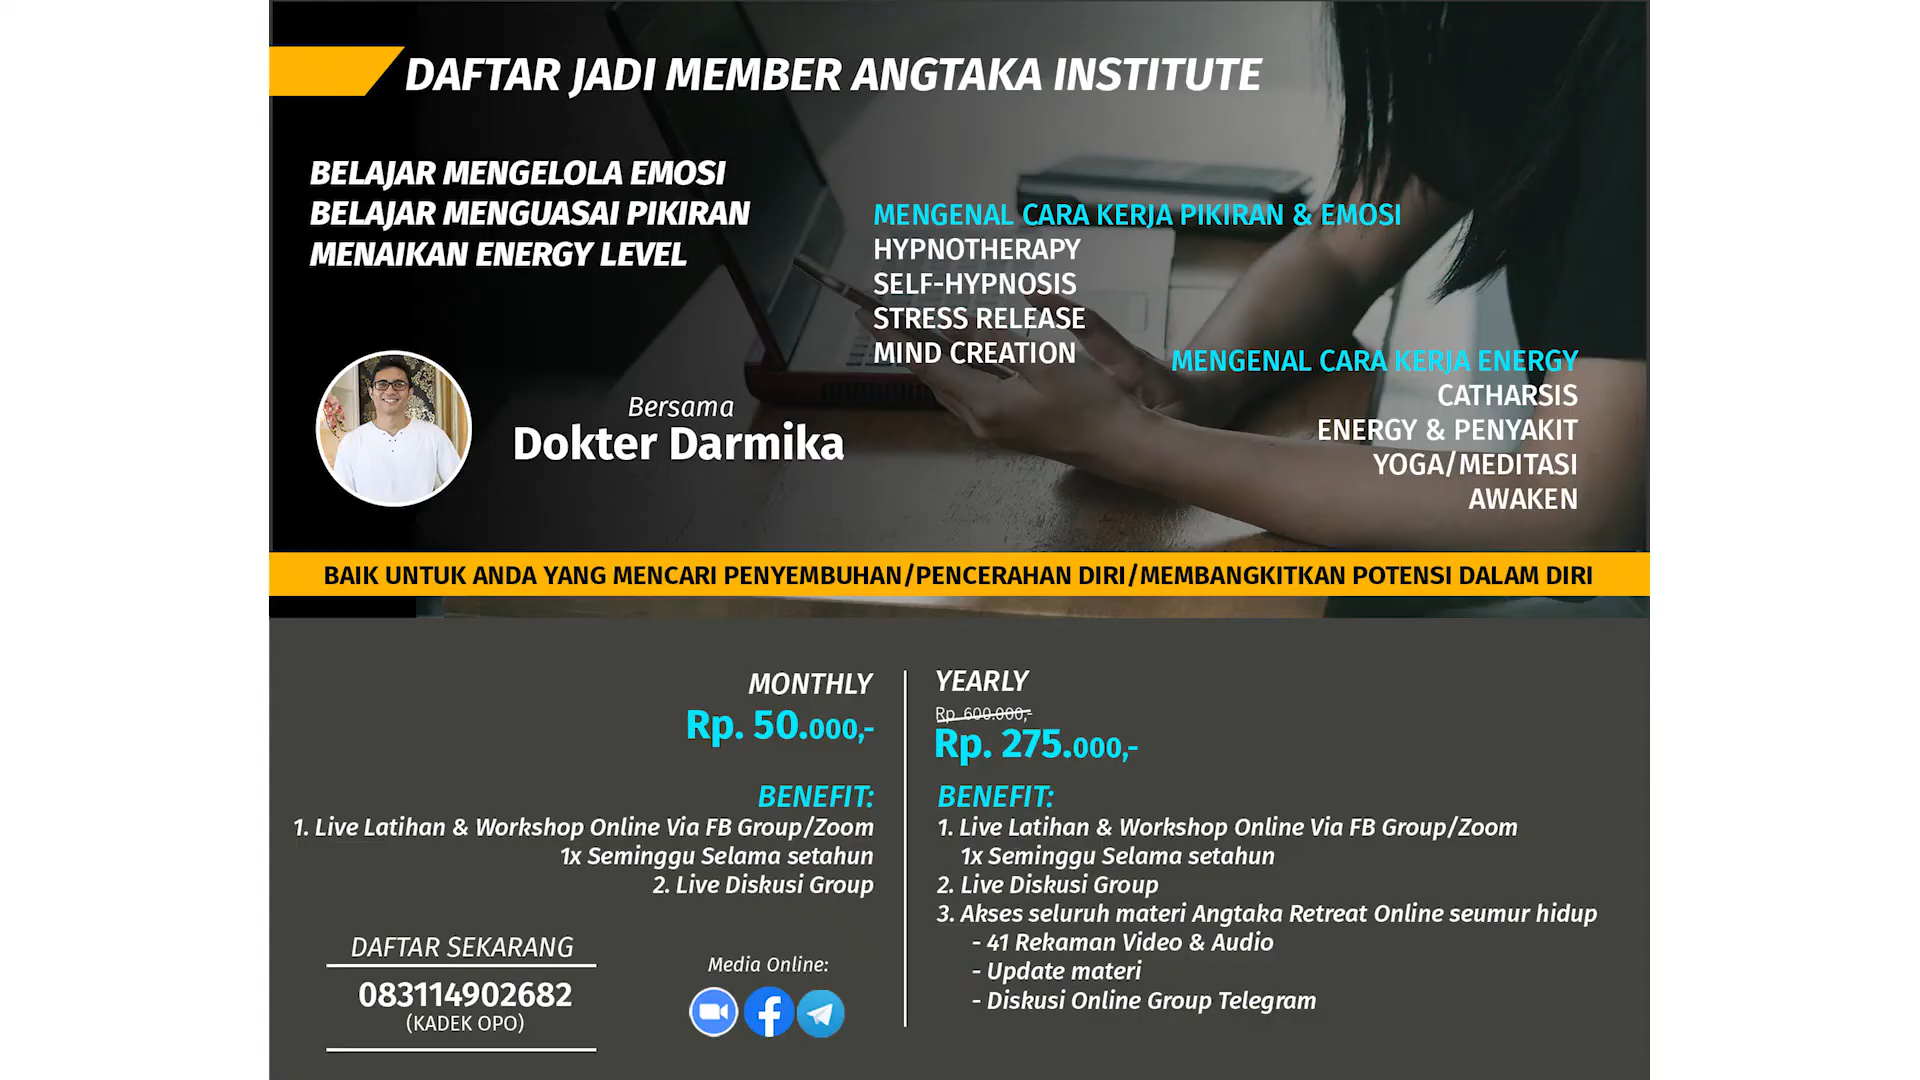 DAFTAR JADI MEMBER ANGTAKA INSTITUTE
BELAJAR MENGELOLA EMOSI
BELAJAR MENGUASAI PIKIRAN
MENAIKAN ENERGY LEVEL
MENGENAL CARA KERJA PIKIRAN & EMOSI
HYPNOTHERAPY
SELF-HYPNOSIS
STRESS RELEASE
MIND CREATION
MENGENAL CARA KERJA ENERGY
CATHARSIS
ENERGY & PENYAKIT
YOGA/MEDITASI
AWAKEN
Bersama
Dokter Darmika
BAIK UNTUK ANDA YANG MENCARI PENYEMBUHAN/PENCERAHAN DIRI/MEMBANGKITKAN POTENSI DALAM DIRI
MONTHLY
Rp. 50.000,-
BENEFIT:
1. Live Latihan & Workshop Online Via FB Group/Zoom
1x Seminggu Selama setahun
2. Live Diskusi Group
DAFTAR SEKARANG
083114902682
(KADEK OPO)
Media Online:
YEARLY
Rp. 600.000,-
Rp. 275.000,-
BENEFIT:
1. Live Latihan & Workshop Online Via FB Group/Zoom
1x Seminggu Selama setahun
2. Live Diskusi Group
3. Akses seluruh materi Angtaka Retreat Online seumur hidup
- 41 Rekaman Video & Audio
- Update materi
- Diskusi Online Group Telegram